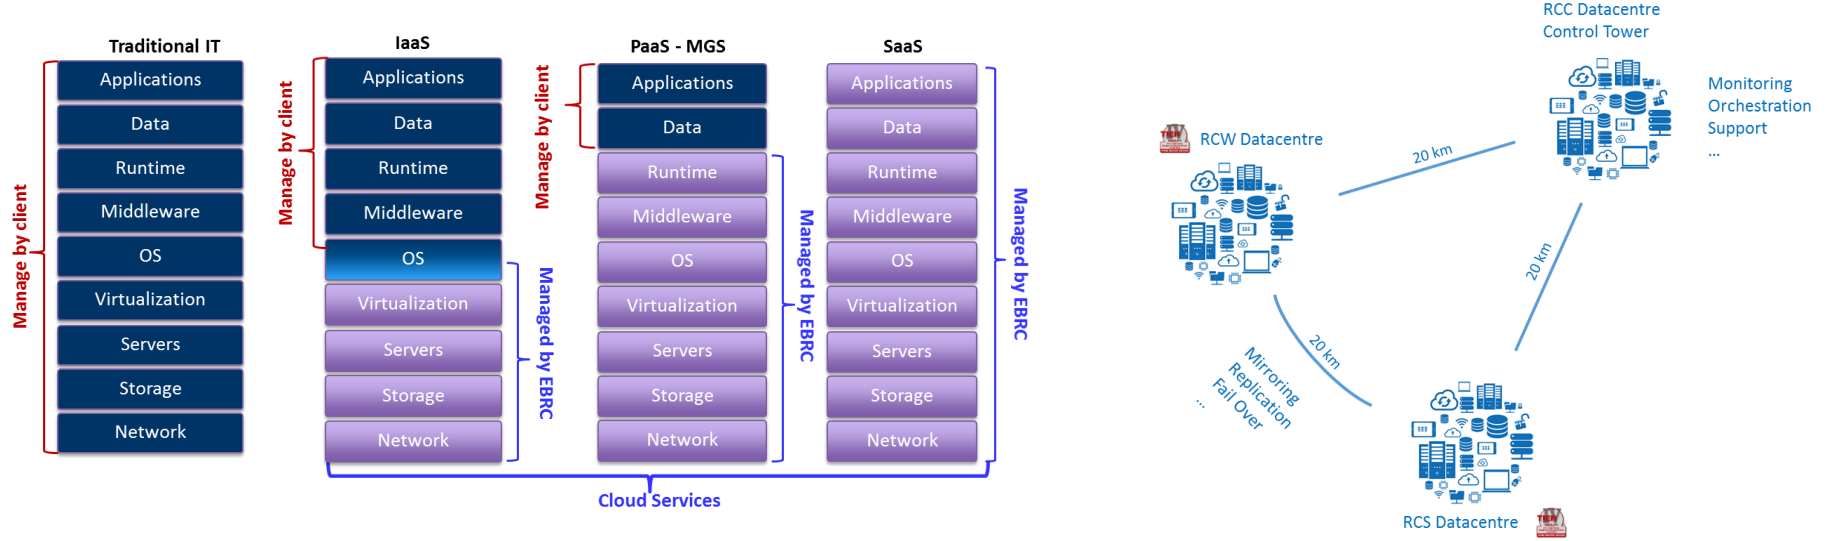 Traditional IT
Manage by client
Applications
Data
Runtime
Middleware
OS
Virtualization
Servers
Storage
Network
IaaS
Manage by client
Applications
Data
Runtime
Middleware
OS
Virtualization
Servers
Storage
Network
Managed by EBRC
PaaS - MGS
Manage by client
Applications
Data
Runtime
Middleware
OS
Virtualization
Servers
Storage
Network
Managed by EBRC
SaaS
Applications
Data
Runtime
Middleware
OS
Virtualization
Servers
Storage
Network
Managed by EBRC
Cloud Services
RCC Datacentre
Control Tower
Monitoring
Orchestration
Support
...
TIER IV
RCW Datacentre
20 km
20 km
20 km
Mirroring
Replication
Fail Over
...
RCS Datacentre
TIER IV